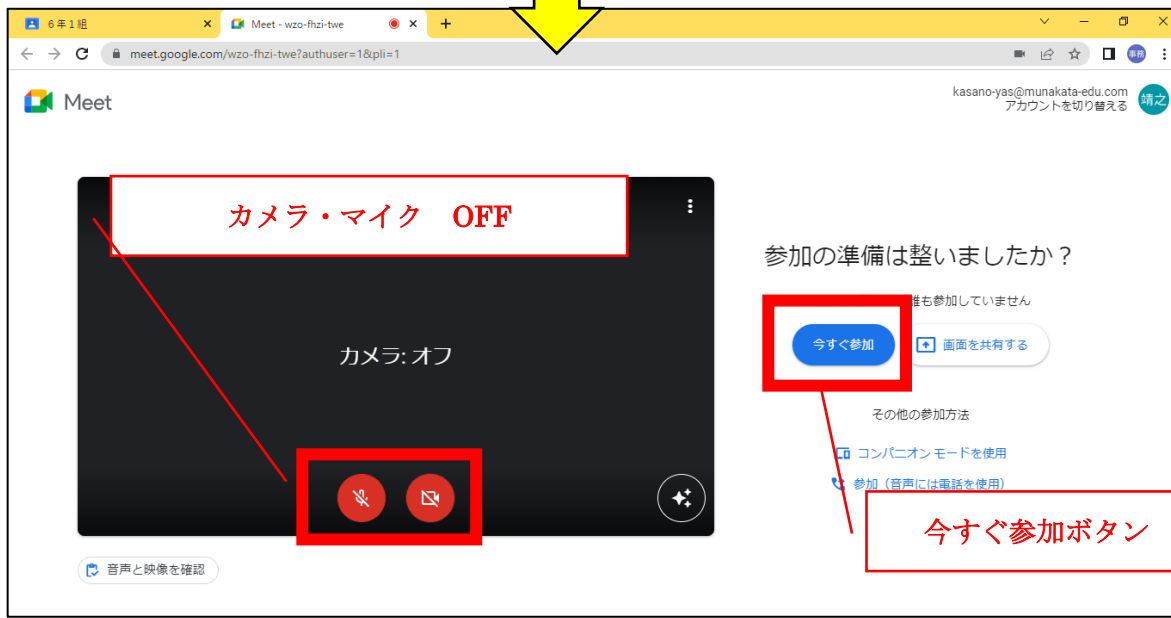 6年1組
Meet - wzo-fhzi-twe
meet.google.com/wzo-fhzi-twe?authuser=1&pli=1
事務
Meet
kasano-yas@munakata-edu.com
アカウントを切り替える
靖之
カメラ・マイク　OFF
カメラ: オフ
参加の準備は整いましたか？
も参加していません
今すぐ参加
画面を共有する
その他の参加方法
コンパニオン モードを使用
参加（音声には電話を使用）
今すぐ参加ボタン
音声と映像を確認